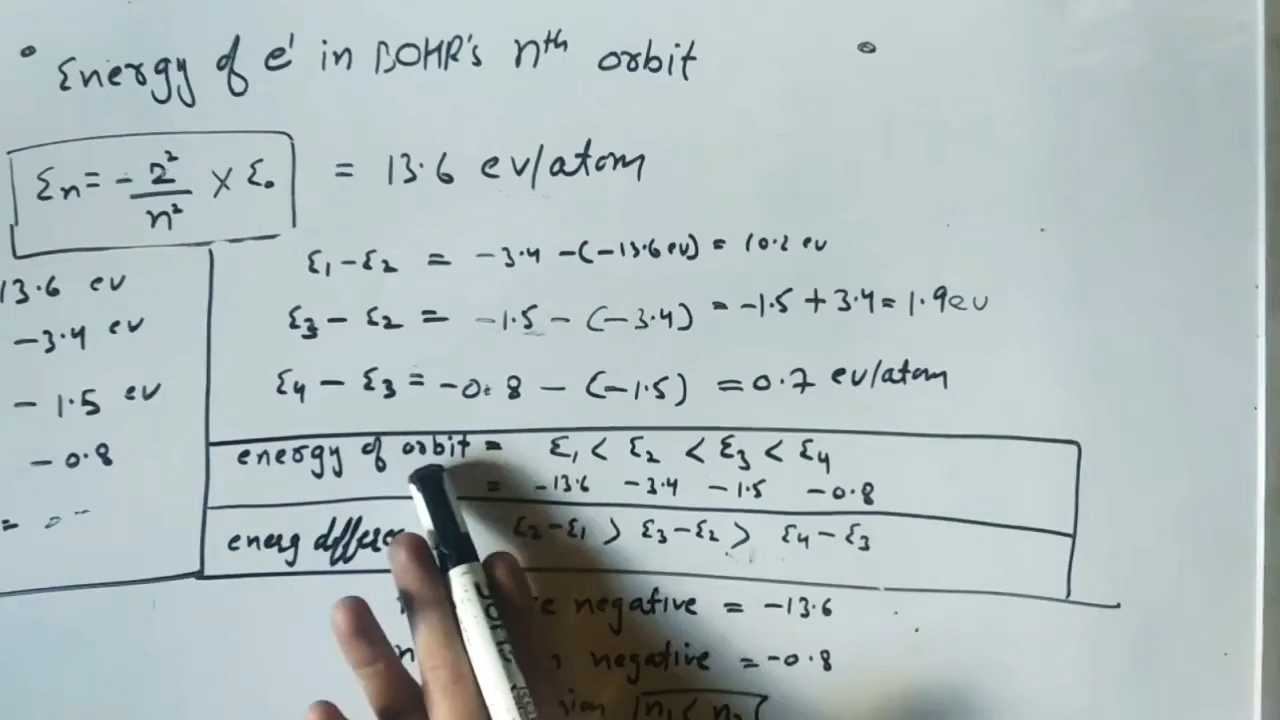 Energy of e' in BOHR's nth orbit
En = - Z²/n² × E₀ = 13.6 ev/atom
13.6 ev
-3.4 ev
- 1.5 ev
- 0.8
E₁-E₂ = -3.4 -(-13.6 ev) = 10.2 ev
E₃ - E₂ = -1.5 - (-3.4) = -1.5 + 3.4 = 1.9 ev
E₄ - E₃ = -0.8 - (-1.5) = 0.7 ev/atom
energy of orbit = E₁ < E₂ < E₃ < E₄
= -13.6 -3.4 -1.5 -0.8
energ E₂-E₁ > E₃-E₂ > E₄-E₃
negative = -13.6
negative = -0.8
n₁ < n₂